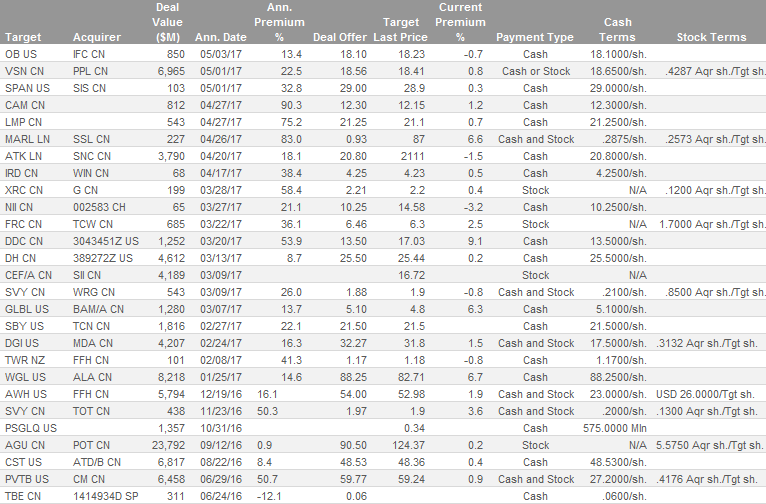 Deal Ann. Current
Value Premium Target Premium Cash
Target Acquirer ($M) Ann. Date % Deal Offer Last Price % Payment Type Terms Stock Terms
OB US IFC CN 850 05/03/17 13.4 18.10 18.23 -0.7 Cash 18.1000/sh.
VSN CN PPL CN 6,965 05/01/17 22.5 18.56 18.41 0.8 Cash or Stock 18.6500/sh. .4287 Aqr sh./Tgt sh.
SPAN US SIS CN 103 05/01/17 32.8 29.00 28.9 0.3 Cash 29.0000/sh.
CAM CN 812 04/27/17 90.3 12.30 12.15 1.2 Cash 12.3000/sh.
LMP CN 543 04/27/17 75.2 21.25 21.1 0.7 Cash 21.2500/sh.
MARL LN SSL CN 227 04/26/17 83.0 0.93 87 6.6 Cash and Stock .2875/sh. .2573 Aqr sh./Tgt sh.
ATK LN SNC CN 3,790 04/20/17 18.1 20.80 2111 -1.5 Cash 20.8000/sh.
IRD CN WIN CN 68 04/17/17 38.4 4.25 4.23 0.5 Cash 4.2500/sh.
XRC CN G CN 199 03/28/17 58.4 2.21 2.2 0.4 Stock N/A .1200 Aqr sh./Tgt sh.
NII CN 002583 CH 65 03/27/17 21.1 10.25 14.58 -3.2 Cash 10.2500/sh.
FRC CN TCW CN 685 03/22/17 36.1 6.46 6.3 2.5 Stock N/A 1.7000 Aqr sh./Tgt sh.
DDC CN 3043451Z US 1,252 03/20/17 53.9 13.50 17.03 9.1 Cash 13.5000/sh.
DH CN 389272Z US 4,612 03/13/17 8.7 25.50 25.44 0.2 Cash 25.5000/sh.
CEF/A CN SII CN 4,189 03/09/17 16.72 Stock N/A
SVY CN WRG CN 543 03/09/17 26.0 1.88 1.9 -0.8 Cash and Stock .2100/sh. .8500 Aqr sh./Tgt sh.
GLBL US BAM/A CN 1,280 03/07/17 13.7 5.10 4.8 6.3 Cash 5.1000/sh.
SBY US TCN CN 1,816 02/27/17 22.1 21.50 21.5 Cash 21.5000/sh.
DGI US MDA CN 4,207 02/24/17 16.3 32.27 31.8 1.5 Cash and Stock 17.5000/sh. .3132 Aqr sh./Tgt sh.
TWR NZ FFH CN 101 02/08/17 41.3 1.17 1.18 -0.8 Cash 1.1700/sh.
WGL US ALA CN 8,218 01/25/17 14.6 88.25 82.71 6.7 Cash 88.2500/sh.
AWH US FFH CN 5,794 12/19/16 16.1 54.00 52.98 1.9 Cash and Stock 23.0000/sh. USD 26.0000/Tgt sh.
SVY CN TOT CN 438 11/23/16 50.3 1.97 1.9 3.6 Cash and Stock .2000/sh. .1300 Aqr sh./Tgt sh.
PSGLQ US 1,357 10/31/16 0.34 Cash 575.0000 Mln
AGU CN POT CN 23,792 09/12/16 0.9 90.50 124.37 0.2 Stock N/A 5.5750 Aqr sh./Tgt sh.
CST US ATD/B CN 6,817 08/22/16 8.4 48.53 48.36 0.4 Cash 48.5300/sh.
PVTB US CM CN 6,458 06/29/16 50.7 59.77 59.24 0.9 Cash and Stock 27.2000/sh. .4176 Aqr sh./Tgt sh.
TBE CN 1414934D SP 311 06/24/16 -12.1 0.06 Cash .0600/sh.